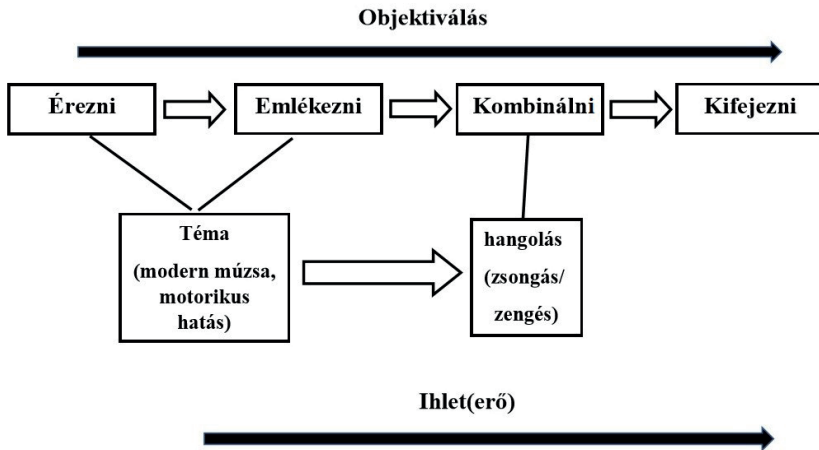 Objektiválás
Érezni
Emlékezni
Kombinálni
Kifejezni
Téma
(modern múzsa,
motorikus
hatás)
hangolás
(zsongás/
zengés)
Ihlet(erő)